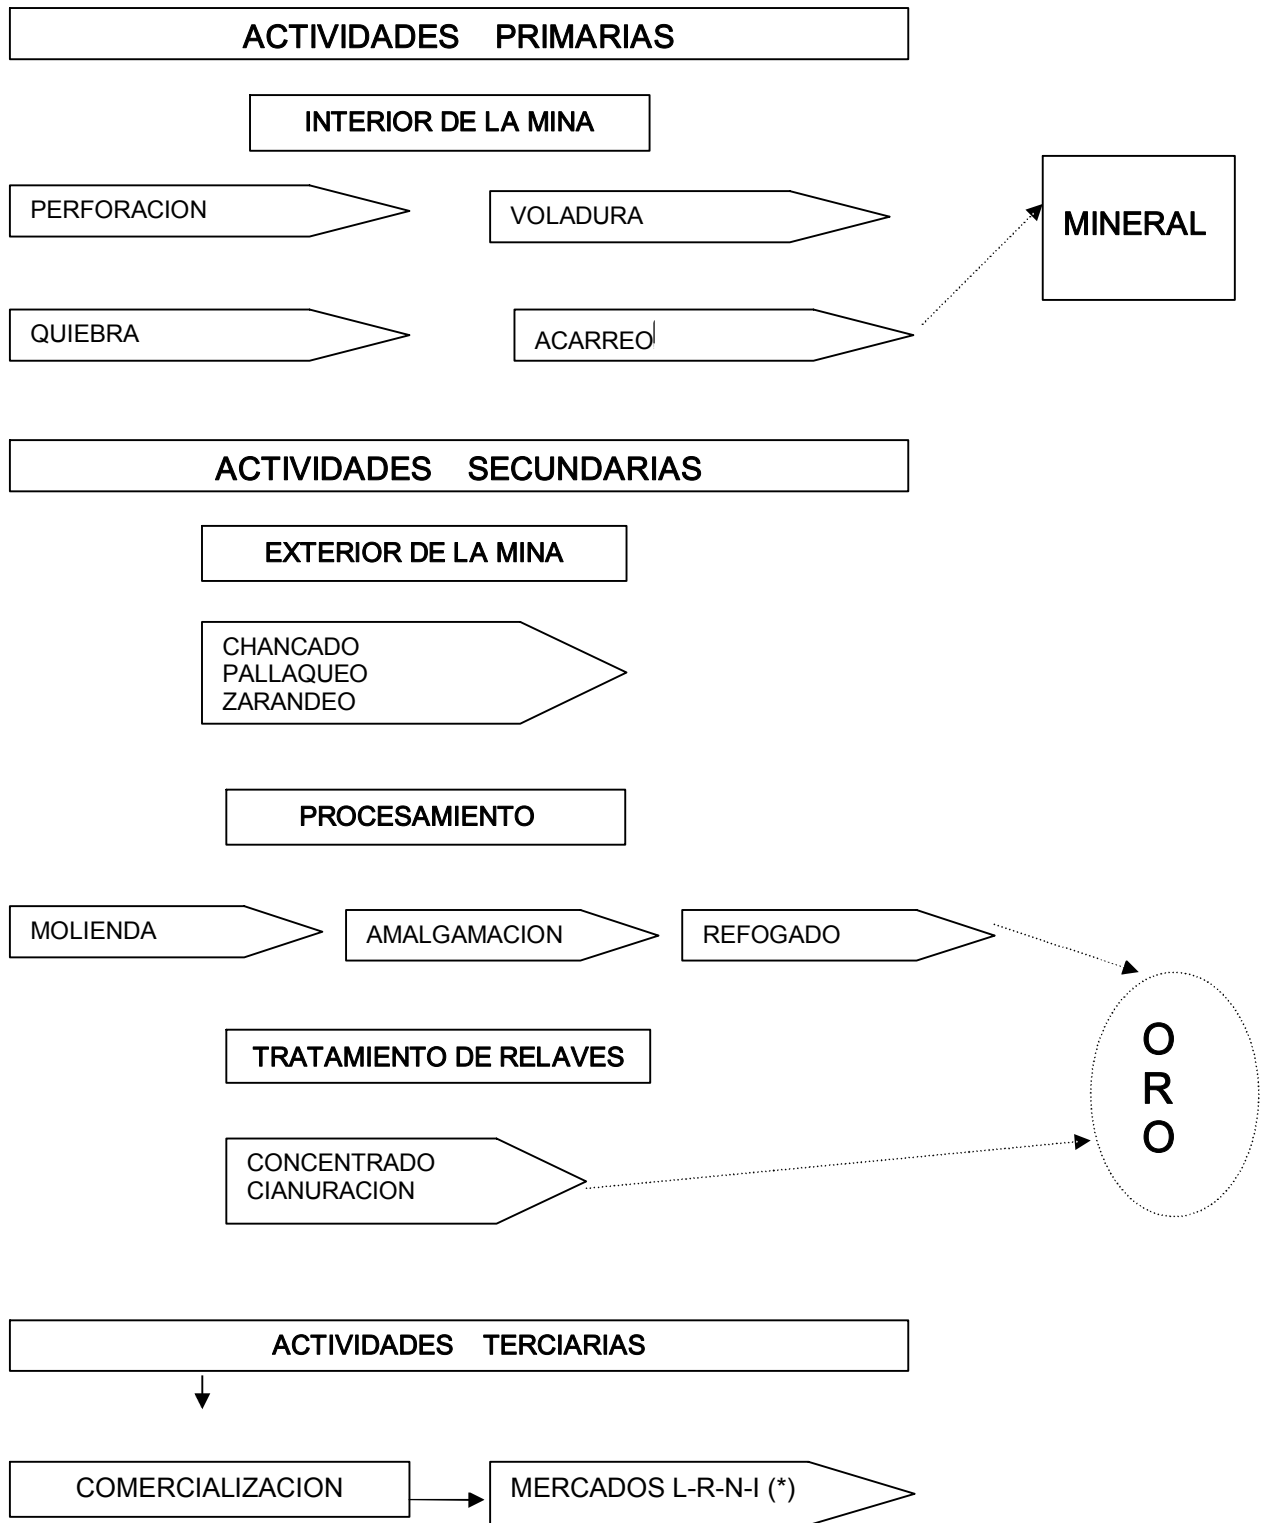 ACTIVIDADES PRIMARIAS
INTERIOR DE LA MINA
PERFORACION
VOLADURA
MINERAL
QUIEBRA
ACARREO
ACTIVIDADES SECUNDARIAS
EXTERIOR DE LA MINA
CHANCADO
PALLAQUEO
ZARANDEO
PROCESAMIENTO
MOLIENDA
AMALGAMACION
REFOGADO
O
R
O
TRATAMIENTO DE RELAVES
CONCENTRADO
CIANURACION
ACTIVIDADES TERCIARIAS
COMERCIALIZACION
MERCADOS L-R-N-I (*)